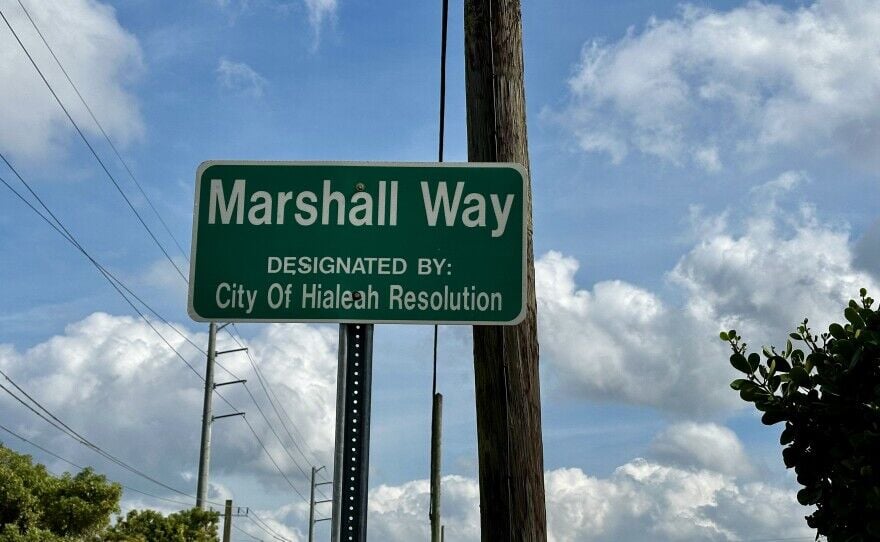 Marshall Way
DESIGNATED BY:
City Of Hialeah Resolution